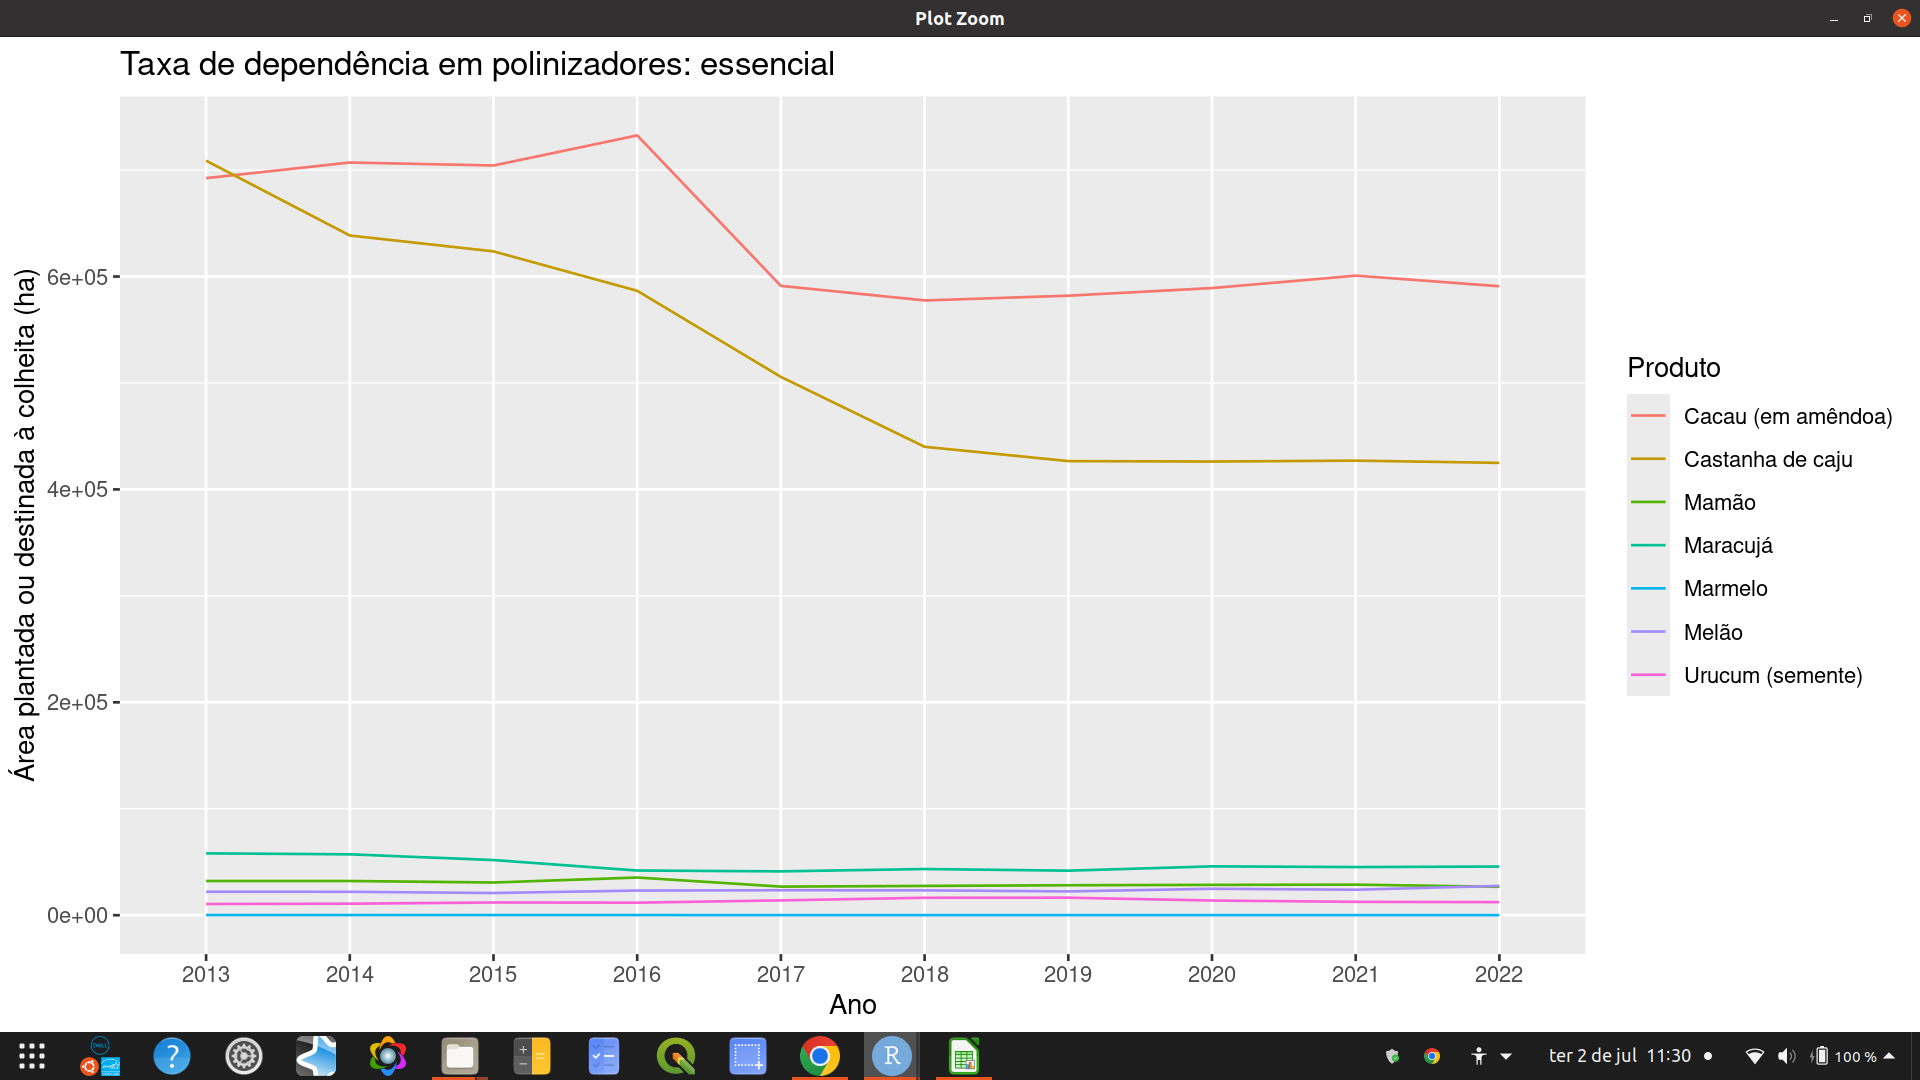 Plot Zoom
Taxa de dependência em polinizadores: essencial
Área plantada ou destinada à colheita (ha)
6e+05
4e+05
2e+05
0e+00
2013 2014 2015 2016 2017 2018 2019 2020 2021 2022
Ano
Produto
Cacau (em amêndoa)
Castanha de caju
Mamão
Maracujá
Marmelo
Melão
Urucum (semente)
DELL
?
R
ter 2 de jul 11:30
100 %